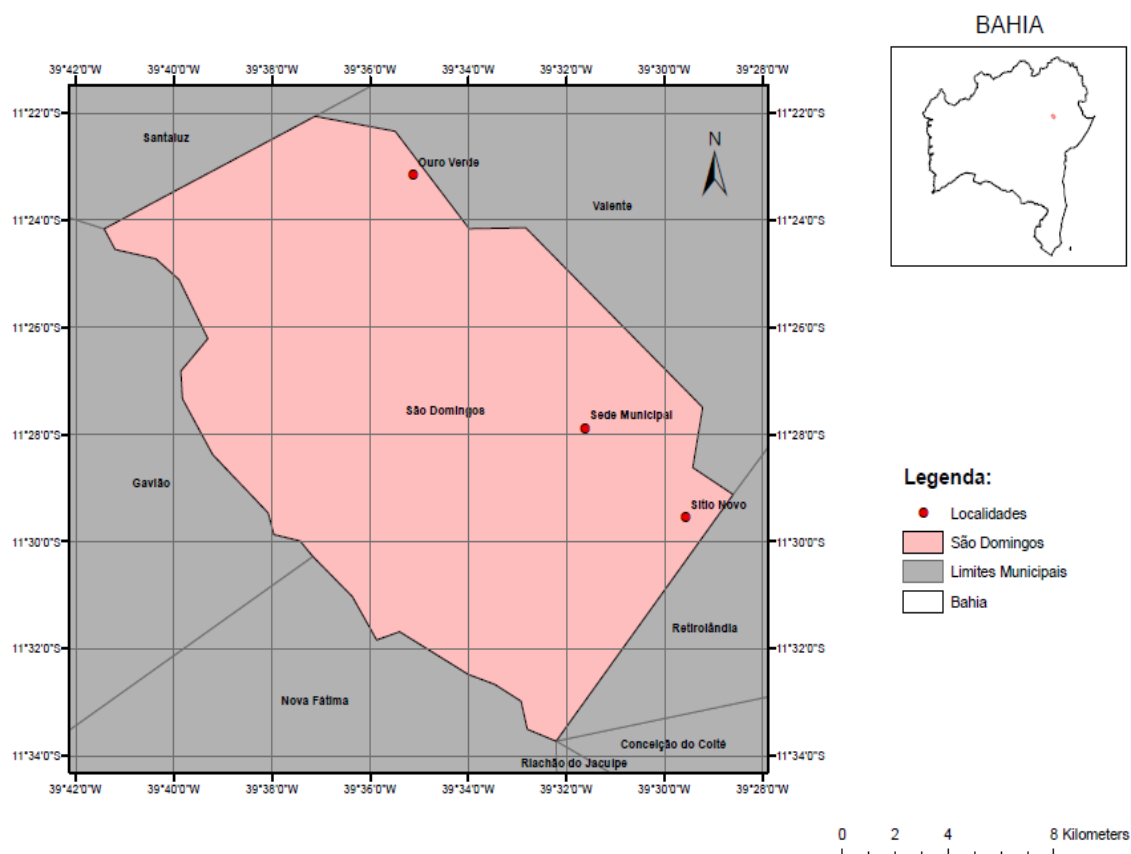 BAHIA
39°42'0"W 39°40'0"W 39°38'0"W 39°36'0"W 39°34'0"W 39°32'0"W 39°30'0"W 39°28'0"W
11°22'0"S 11°22'0"S
Santaluz
N
Ouro Verde
Valente
11°24'0"S 11°24'0"S
11°26'0"S 11°26'0"S
São Domingos
Sede Municipal
11°28'0"S 11°28'0"S
Gavião
Sítio Novo
11°30'0"S 11°30'0"S
Retirolândia
11°32'0"S 11°32'0"S
Nova Fátima
Conceição do Coité
11°34'0"S 11°34'0"S
Riachão do Jacuípe
39°42'0"W 39°40'0"W 39°38'0"W 39°36'0"W 39°34'0"W 39°32'0"W 39°30'0"W 39°28'0"W
Legenda:
Localidades
São Domingos
Limites Municipais
Bahia
0 2 4 8 Kilometers